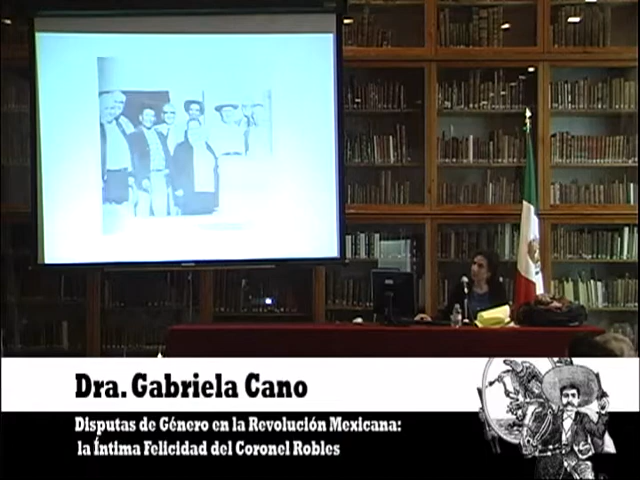 Dra. Gabriela Cano
Disputas de Género en la Revolución Mexicana:
la Íntima Felicidad del Coronel Robles